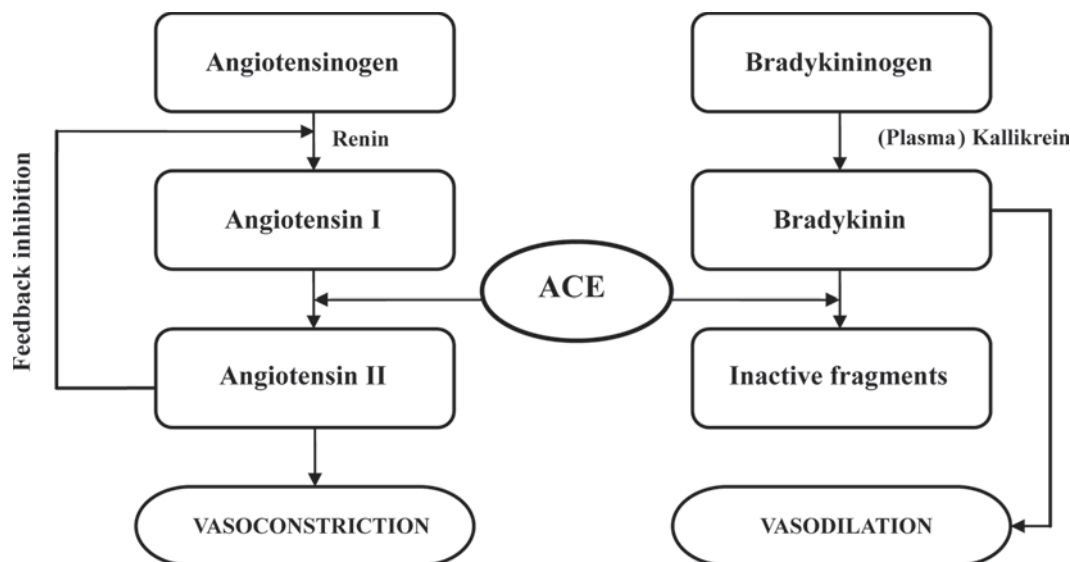 Angiotensinogen
Bradykininogen
Renin
(Plasma) Kallikrein
Feedback inhibition
Angiotensin I
Bradykinin
ACE
Angiotensin II
Inactive fragments
VASOCONSTRICTION
VASODILATION